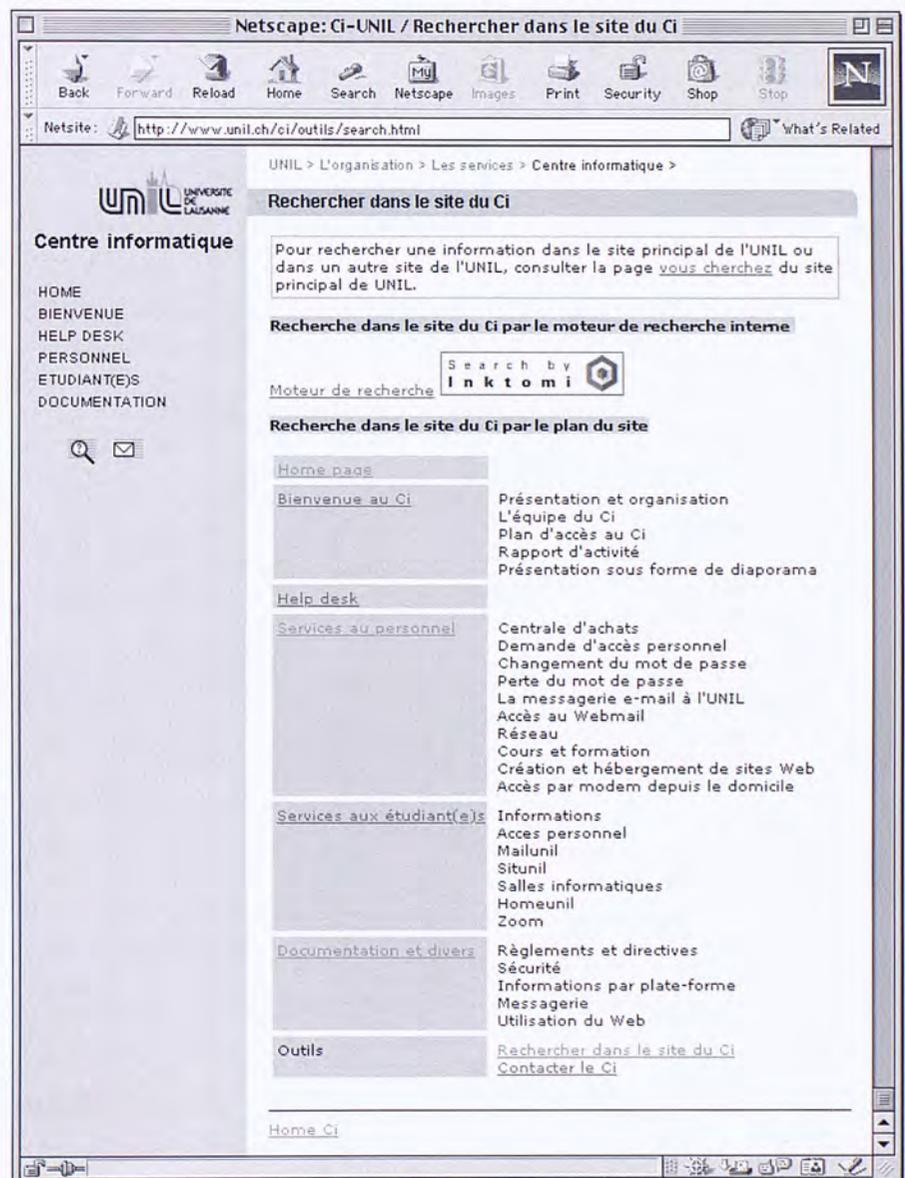 Netscape: Ci-UNIL / Rechercher dans le site du Ci
Back Forward Reload Home Search Netscape Images Print Security Shop Stop
My
N
Netsite: http://www.unil.ch/ci/outils/search.html What's Related
UNIL > L'organisation > Les services > Centre informatique >
UNIL UNIVERSITE DE LAUSANNE
Rechercher dans le site du Ci
Centre informatique
HOME
BIENVENUE
HELP DESK
PERSONNEL
ETUDIANT(E)S
DOCUMENTATION
Pour rechercher une information dans le site principal de l'UNIL ou
dans un autre site de l'UNIL, consulter la page vous cherchez du site
principal de UNIL.
Recherche dans le site du Ci par le moteur de recherche interne
Moteur de recherche
Search by
Inktomi
Recherche dans le site du Ci par le plan du site
Home page
Bienvenue au Ci
Présentation et organisation
L'équipe du Ci
Plan d'accès au Ci
Rapport d'activité
Présentation sous forme de diaporama
Help desk
Services au personnel
Centrale d'achats
Demande d'accès personnel
Changement du mot de passe
Perte du mot de passe
La messagerie e-mail à l'UNIL
Accès au Webmail
Réseau
Cours et formation
Création et hébergement de sites Web
Accès par modem depuis le domicile
Services aux étudiant(e)s
Informations
Acces personnel
Mailunil
Situnil
Salles informatiques
Homeunil
Zoom
Documentation et divers
Règlements et directives
Sécurité
Informations par plate-forme
Messagerie
Utilisation du Web
Outils
Rechercher dans le site du Ci
Contacter le Ci
Home Ci